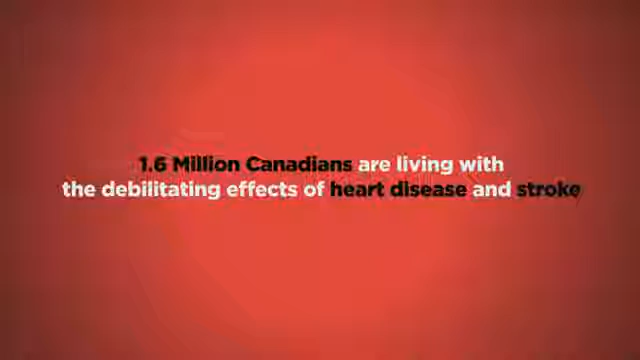 1.6 Million Canadians are living with
the debilitating effects of heart disease and stroke